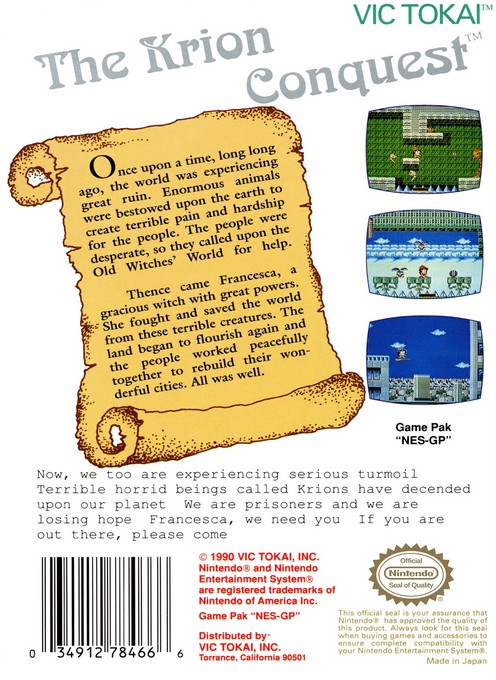 VIC TOKAI™
The Krion
Conquest™
Once upon a time, long long
ago, the world was experiencing
great ruin. Enormous animals
were bestowed upon the earth to
create terrible pain and hardship
for the people. The people were
desperate, so they called upon the
Old Witches' World for help.
Thence came Francesca, a
gracious witch with great powers.
She fought and saved the world
from these terrible creatures. The
land began to flourish again and
the people worked peacefully
together to rebuild their won-
derful cities. All was well.
Game Pak
"NES-GP"
Now, we too are experiencing serious turmoil
Terrible horrid beings called Krions have decended
upon our planet We are prisoners and we are
losing hope Francesca, we need you If you are
out there, please come
0 34912 78466 6
© 1990 VIC TOKAI, INC.
Nintendo® and Nintendo
Entertainment System®
are registered trademarks of
Nintendo of America Inc.
Game Pak "NES-GP"
Distributed by·
VIC TOKAI, INC.
Torrance, California 90501
Official
Nintendo®
Seal of Quality
This official seal is your assurance that
Nintendo® has approved the quality of
this product. Always look for this seal
when buying games and accessories to
ensure complete compatibility with
your Nintendo Entertainment System®.
Made in Japan